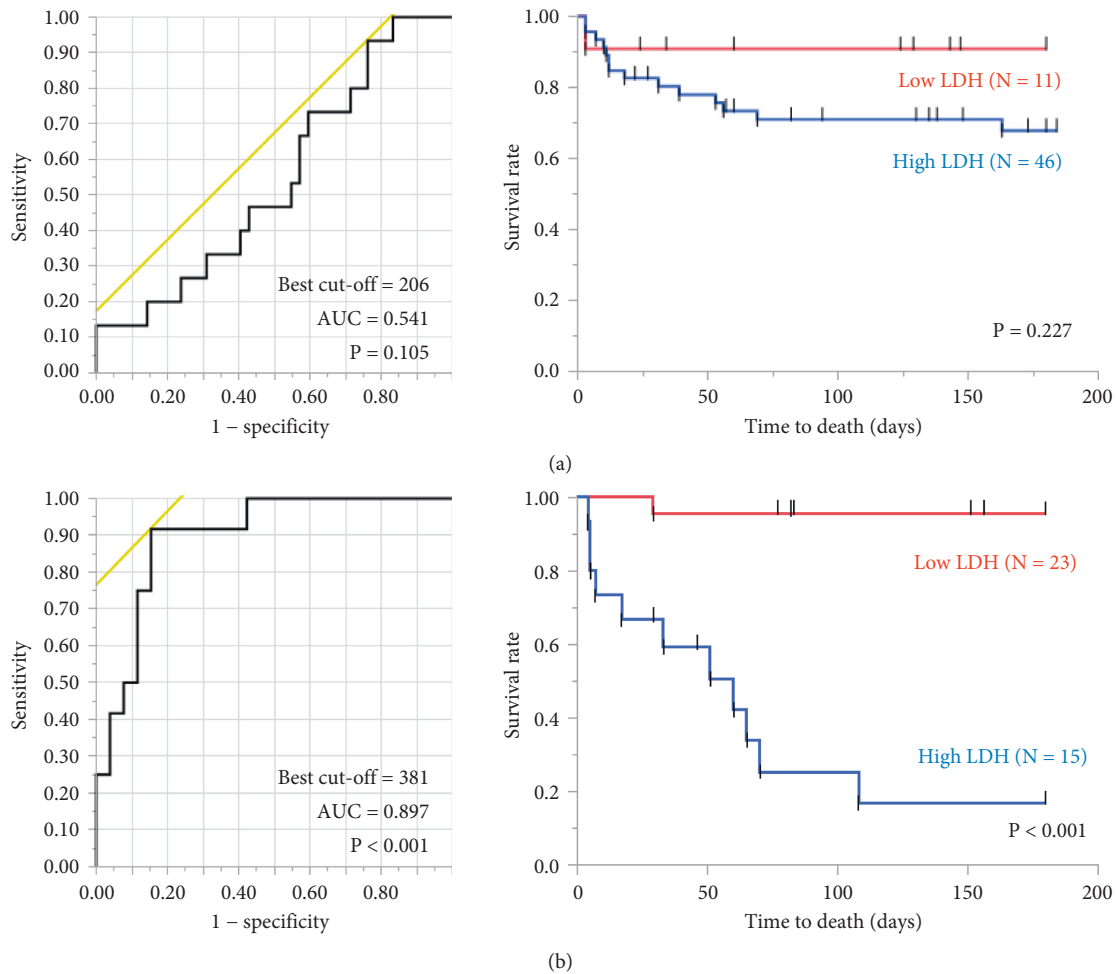 1.00
0.90
0.80
0.70
0.60
0.50
0.40
0.30
0.20
0.10
0.00
Sensitivity
Best cut-off = 206
AUC = 0.541
P = 0.105
0.00
0.20
0.40
0.60
0.80
1 − specificity
1.00
0.8
0.6
0.4
0.2
0.0
Survival rate
Low LDH (N = 11)
High LDH (N = 46)
P = 0.227
0
50
100
150
200
Time to death (days)
(a)
1.00
0.90
0.80
0.70
0.60
0.50
0.40
0.30
0.20
0.10
0.00
Sensitivity
Best cut-off = 381
AUC = 0.897
P < 0.001
0.00
0.20
0.40
0.60
0.80
1 − specificity
1.00
0.8
0.6
0.4
0.2
0.0
Survival rate
Low LDH (N = 23)
High LDH (N = 15)
P < 0.001
0
50
100
150
200
Time to death (days)
(b)